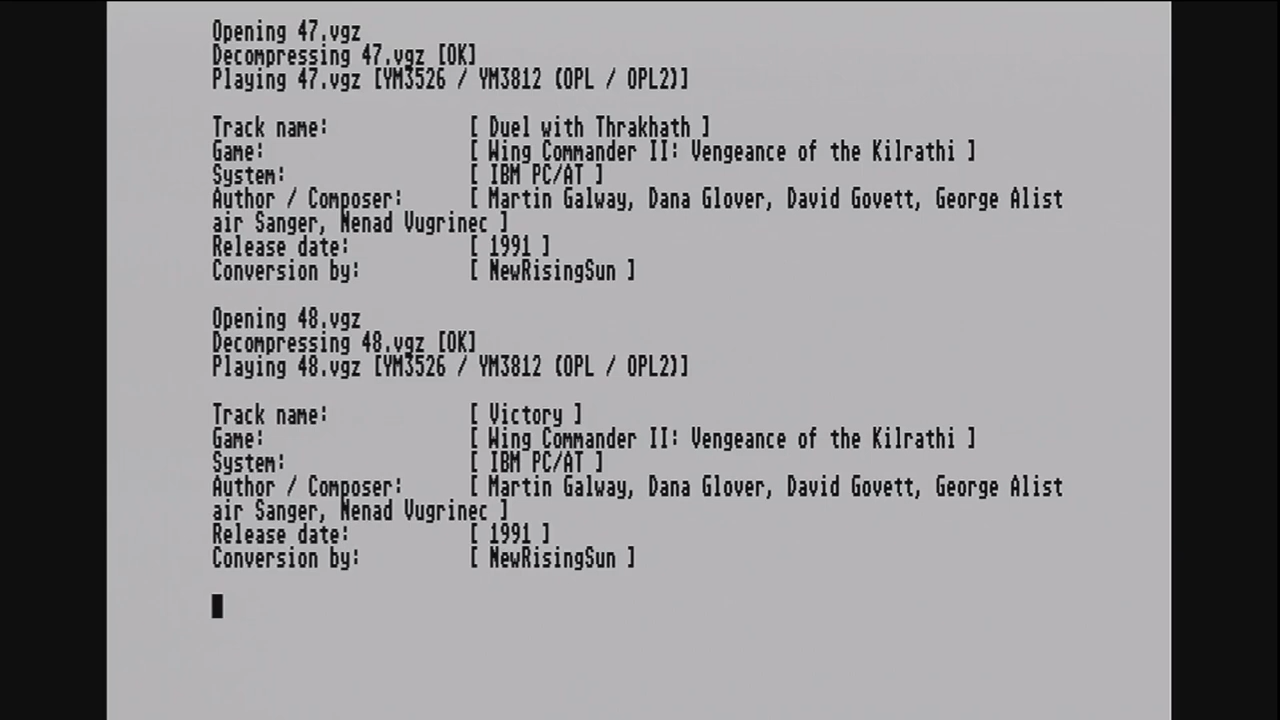 Opening 47.vgz
Decompressing 47.vgz [OK]
Playing 47.vgz [YM3526 / YM3812 (OPL / OPL2)]
Track name: [ Duel with Thrakhath ]
Game: [ Wing Commander II: Vengeance of the Kilrathi ]
System: [ IBM PC/AT ]
Author / Composer: [ Martin Galway, Dana Glover, David Govett, George Alist
air Sanger, Nenad Vugrinec ]
Release date: [ 1991 ]
Conversion by: [ NewRisingSun ]
Opening 48.vgz
Decompressing 48.vgz [OK]
Playing 48.vgz [YM3526 / YM3812 (OPL / OPL2)]
Track name: [ Victory ]
Game: [ Wing Commander II: Vengeance of the Kilrathi ]
System: [ IBM PC/AT ]
Author / Composer: [ Martin Galway, Dana Glover, David Govett, George Alist
air Sanger, Nenad Vugrinec ]
Release date: [ 1991 ]
Conversion by: [ NewRisingSun ]